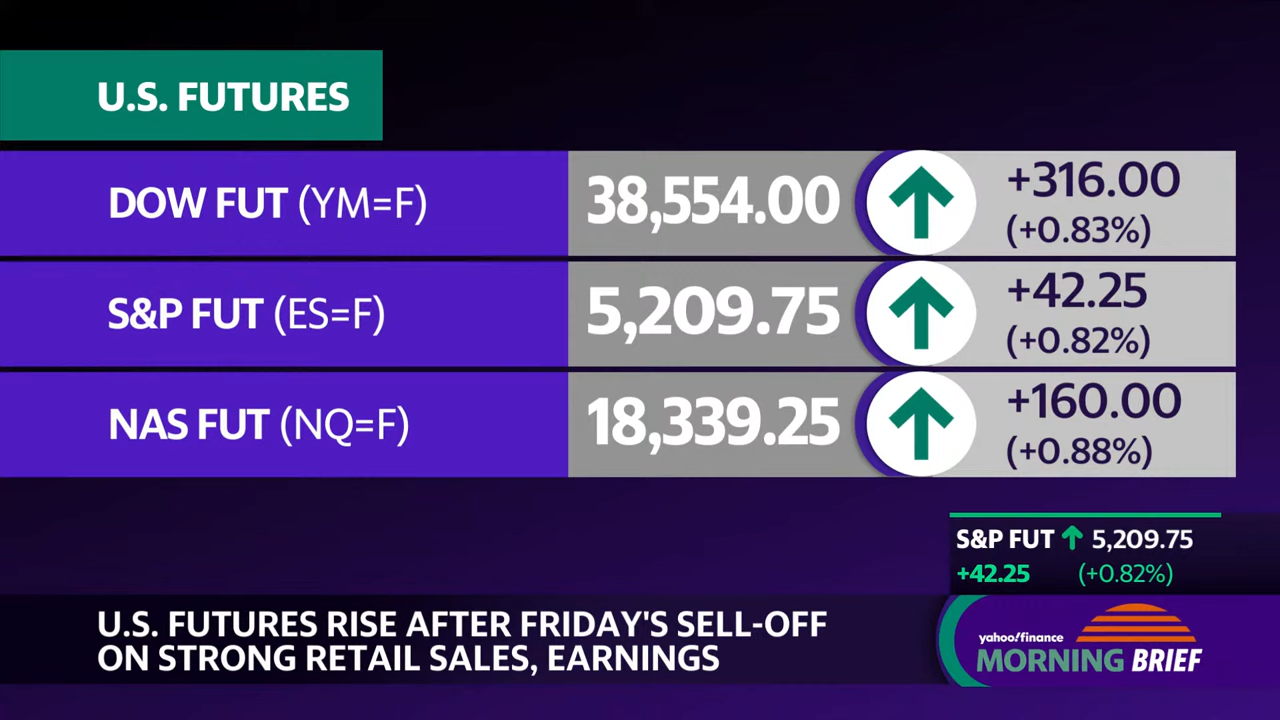 U.S. FUTURES
DOW FUT (YM=F) 38,554.00 +316.00
(+0.83%)
S&P FUT (ES=F) 5,209.75 +42.25
(+0.82%)
NAS FUT (NQ=F) 18,339.25 +160.00
(+0.88%)
S&P FUT 5,209.75
+42.25 (+0.82%)
U.S. FUTURES RISE AFTER FRIDAY'S SELL-OFF
ON STRONG RETAIL SALES, EARNINGS
yahoo!finance
MORNING BRIEF